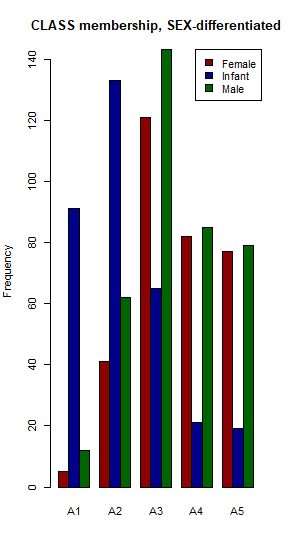 CLASS membership, SEX-differentiated
Female
Infant
Male
Frequency
140
120
100
80
60
40
20
0
A1 A2 A3 A4 A5